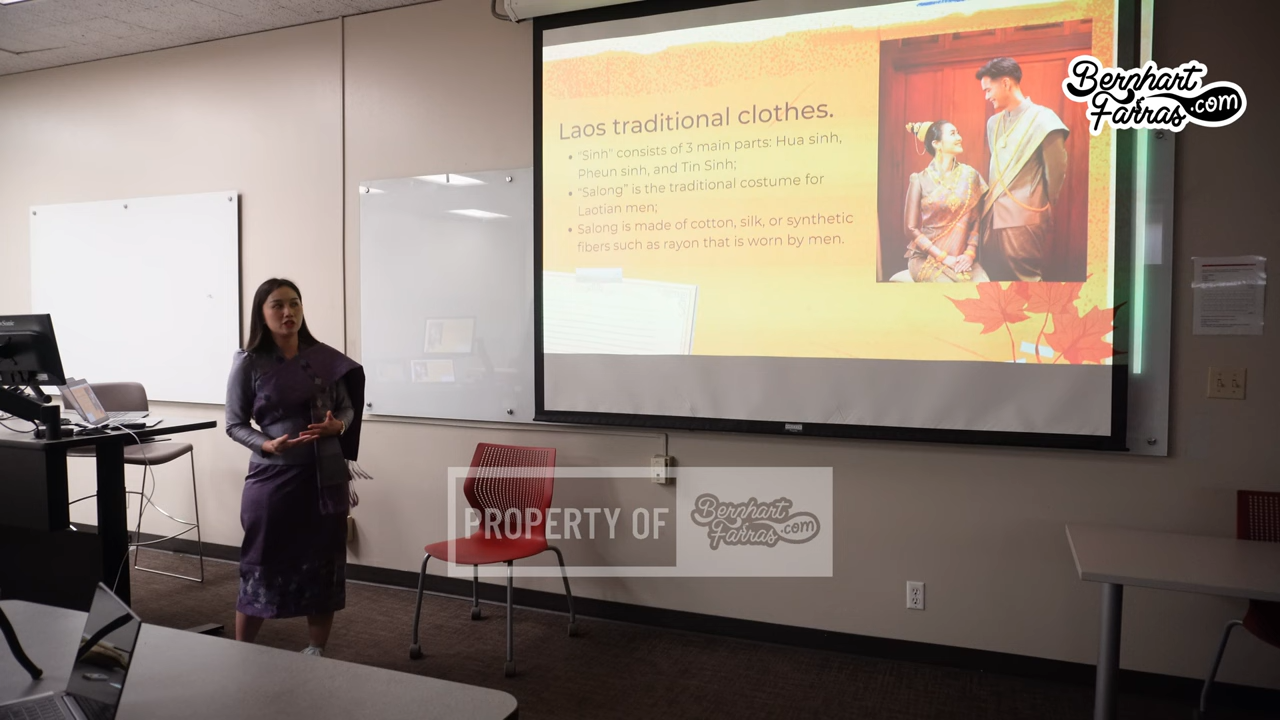 Laos traditional clothes.
"Sinh" consists of 3 main parts: Hua sinh,
Pheun sinh, and Tin Sinh;
"Salong" is the traditional costume for
Laotian men;
Salong is made of cotton, silk, or synthetic
fibers such as rayon that is worn by men.
Bernhart
Farras.com
PROPERTY OF
Bernhart
Farras.com